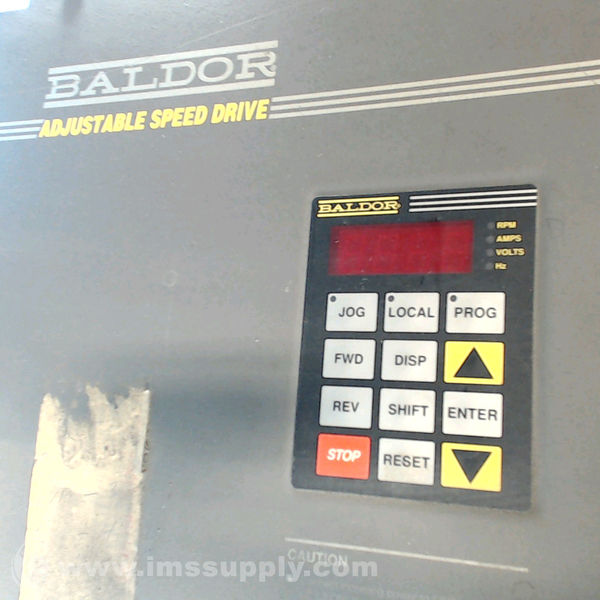 BALDOR
ADJUSTABLE SPEED DRIVE
BALDOR
RPM
AMPS
VOLTS
Hz
JOG LOCAL PROG
FWD DISP
REV SHIFT ENTER
STOP RESET
CAUTION
www.imssupply.com